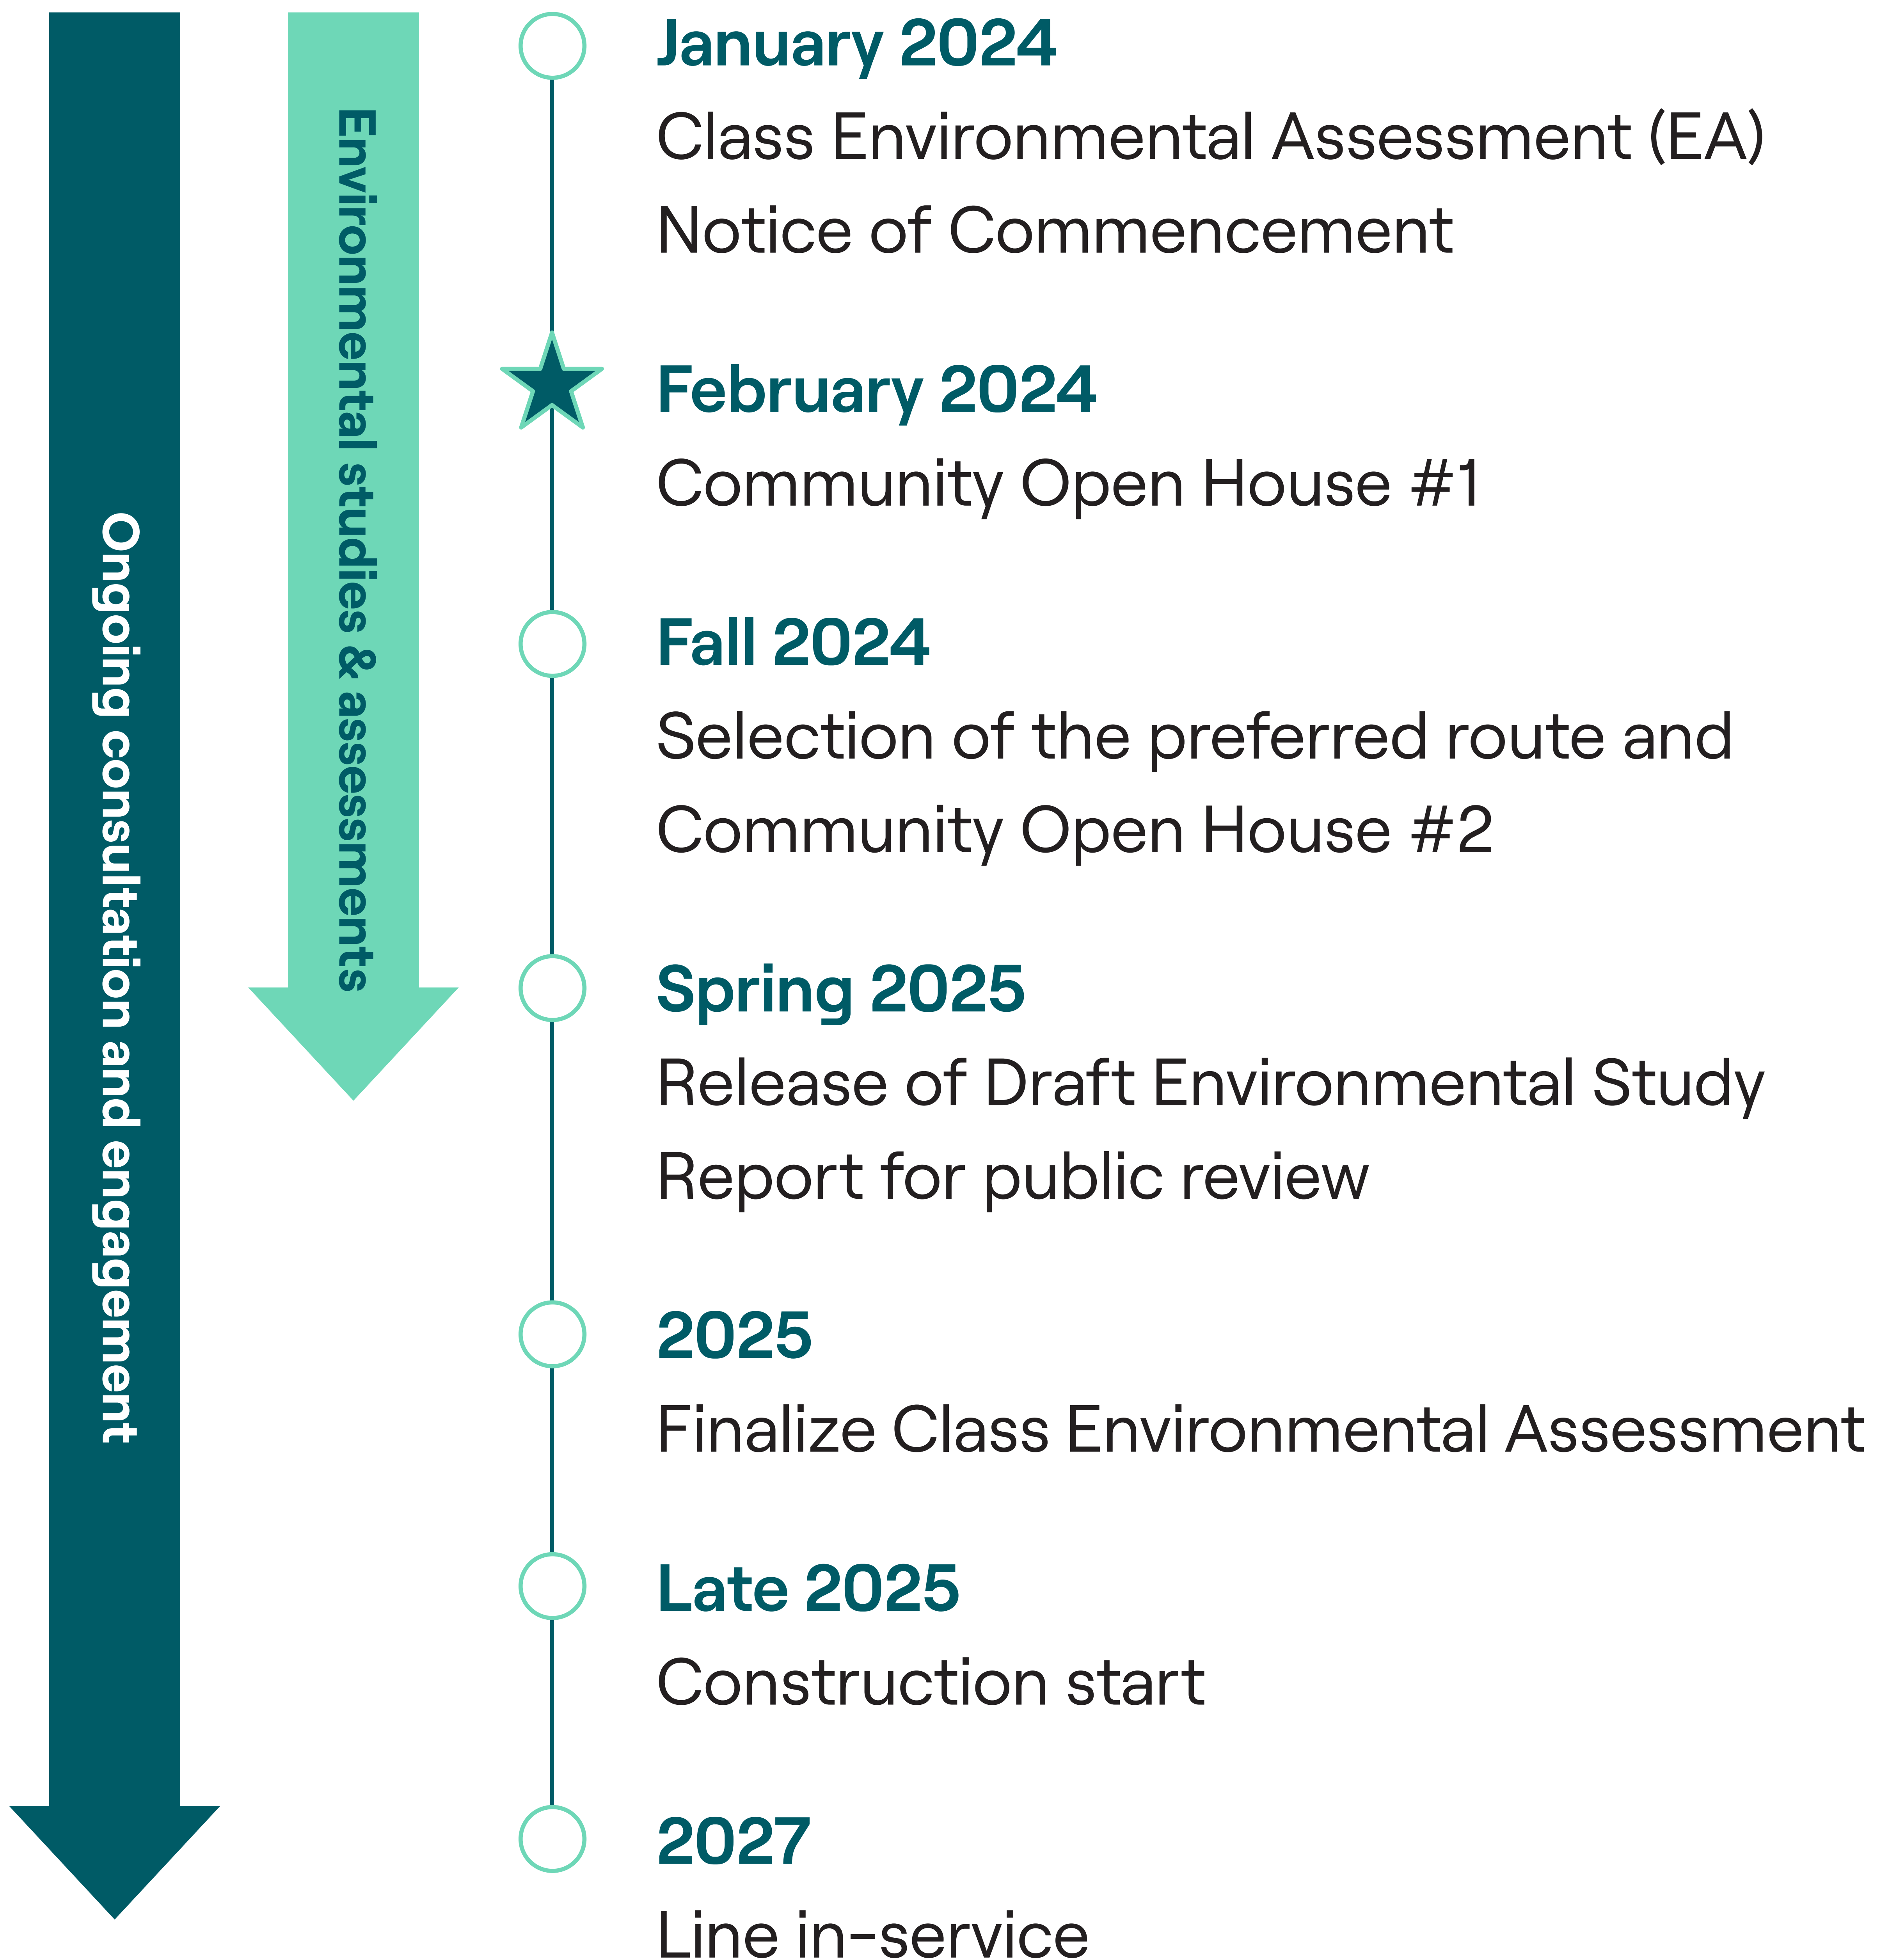 Ongoing consultation and engagement
Environmental studies & assessments
January 2024
Class Environmental Assessment (EA)
Notice of Commencement
February 2024
Community Open House #1
Fall 2024
Selection of the preferred route and
Community Open House #2
Spring 2025
Release of Draft Environmental Study
Report for public review
2025
Finalize Class Environmental Assessment
Late 2025
Construction start
2027
Line in-service